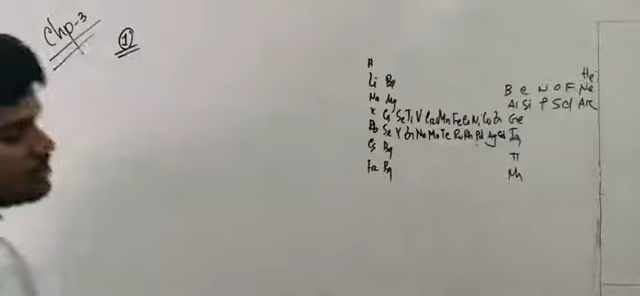 Chp-3
①
H He
Li Be B C N O F Ne
Na Mg Al Si P S Cl Ar
K Ca Sc Ti V Cr Mn Fe Co Ni Cu Zn Ge
Rb Sr Y Zr Nb Mo Tc Ru Rh Pd Ag Cd In
Cs Ba Tl
Fr Ra Nh